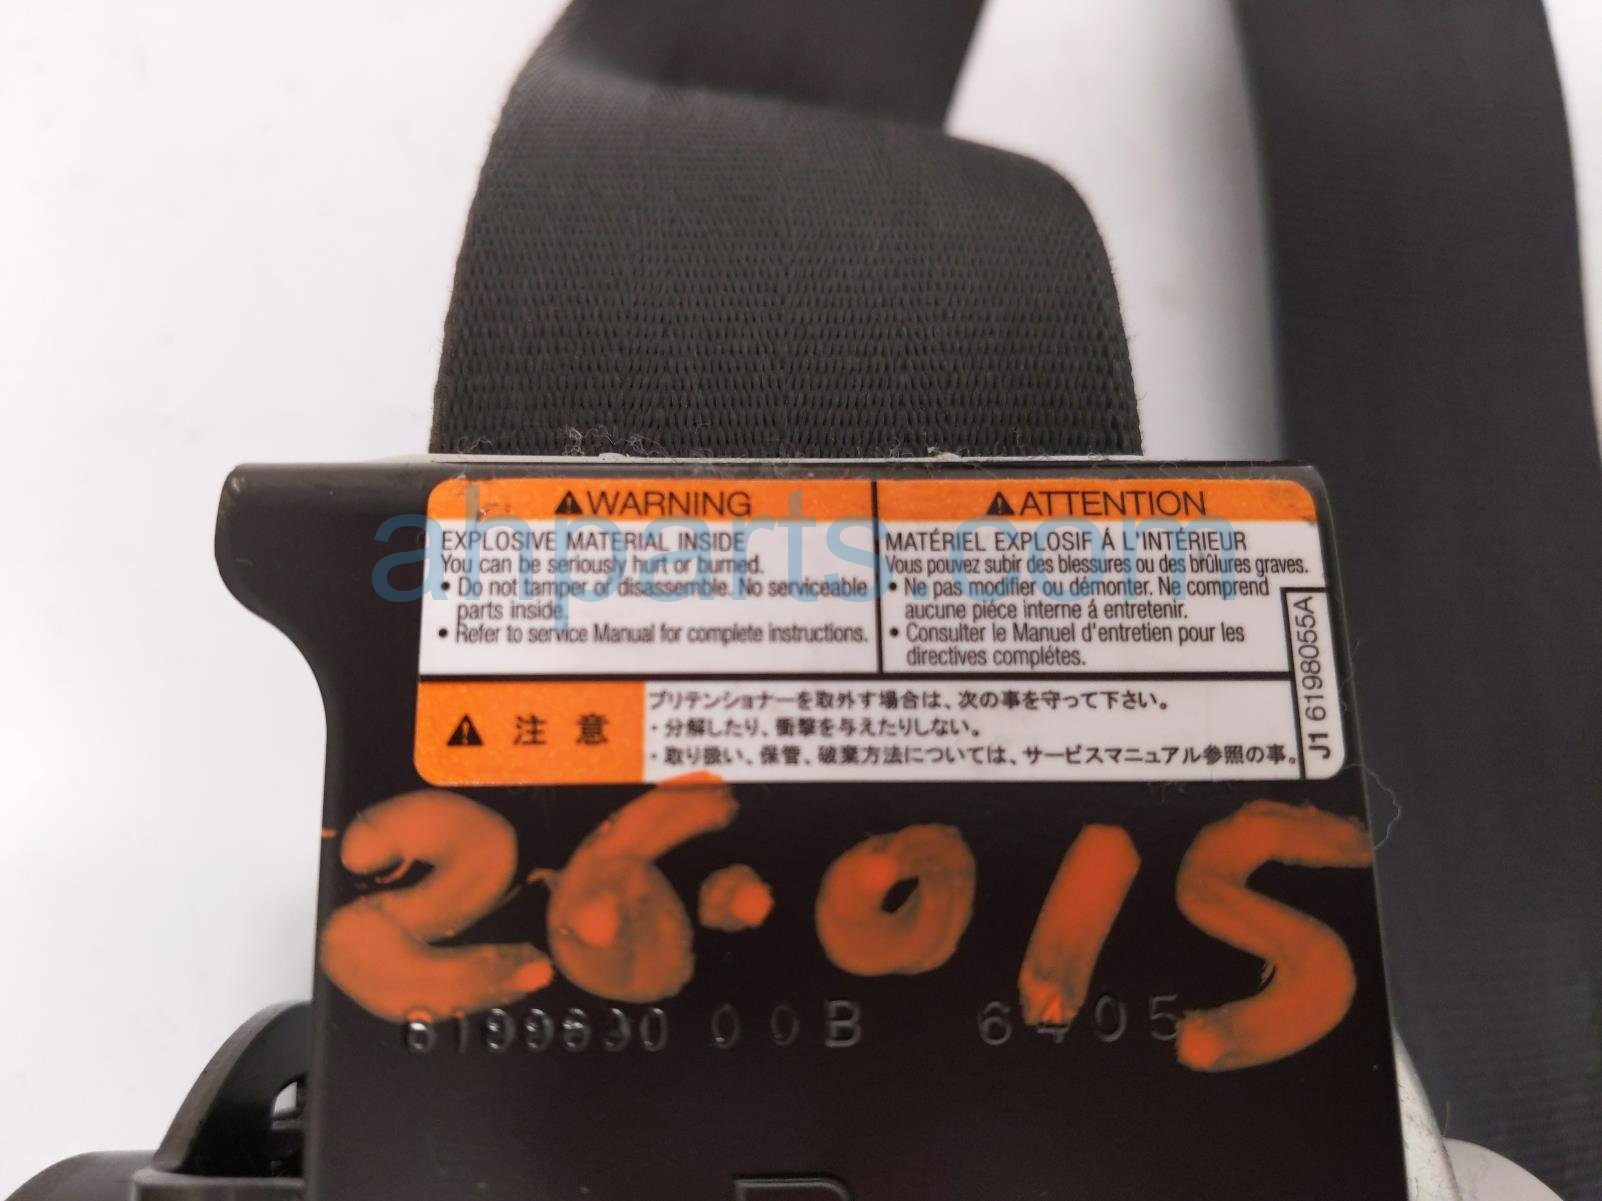 ⚠WARNING
EXPLOSIVE MATERIAL INSIDE
You can be seriously hurt or burned.
• Do not tamper or disassemble. No serviceable
parts inside.
• Refer to service Manual for complete instructions.
⚠ATTENTION
MATÉRIEL EXPLOSIF Á L'INTÉRIEUR
Vous pouvez subir des blessures ou des brûlures graves.
• Ne pas modifier ou démonter. Ne comprend
aucune piéce interne á entretenir.
• Consulter le Manuel d'entretien pour les
directives complétes.
J1 6198055A
⚠ 注意
プリテンショナーを取外す場合は、次の事を守って下さい。
・分解したり、衝撃を与えたりしない。
・取り扱い、保管、破棄方法については、サービスマニュアル参照の事。
ahparts.com
26.015
00B 6405